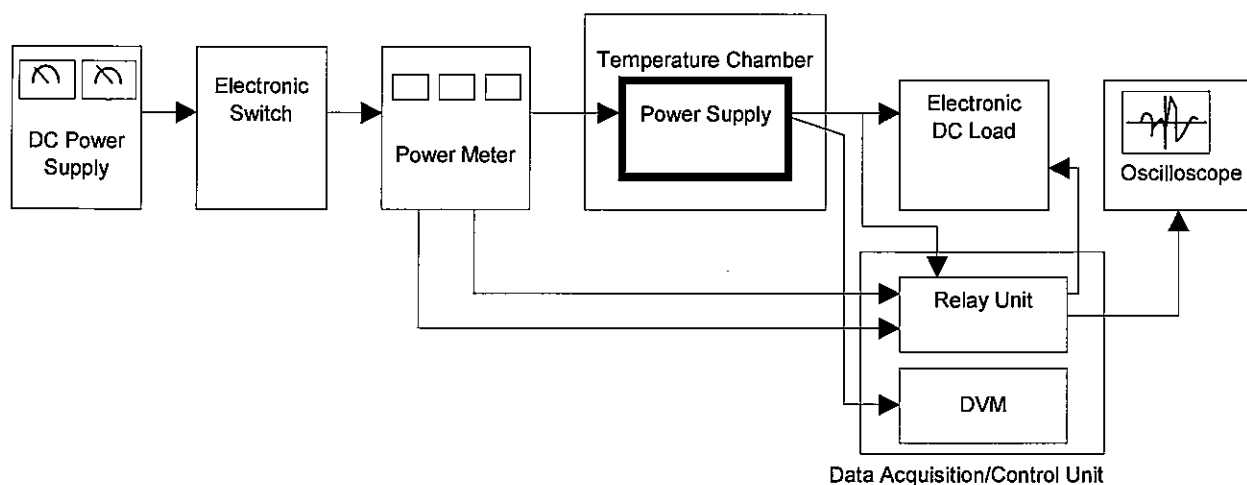 DC Power
Supply
Electronic
Switch
Power Meter
Temperature Chamber
Power Supply
Electronic
DC Load
Oscilloscope
Relay Unit
DVM
Data Acquisition/Control Unit